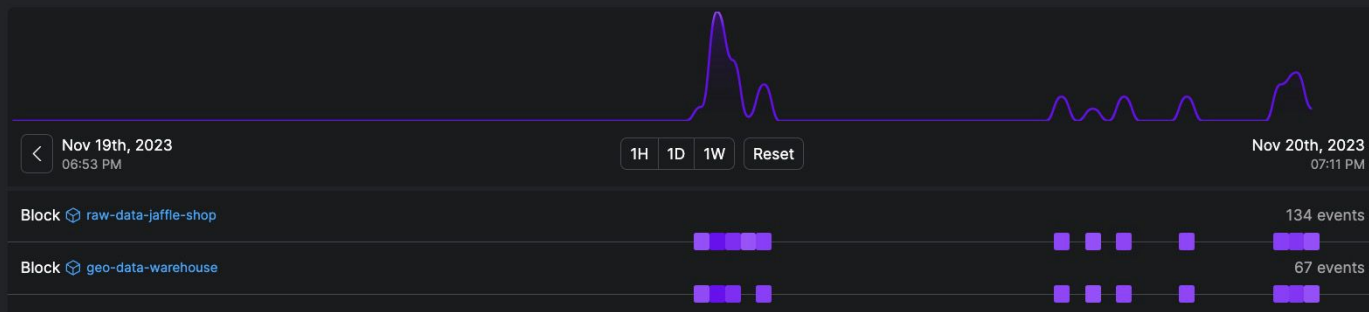 Nov 19th, 2023
06:53 PM
1H 1D 1W Reset
Nov 20th, 2023
07:11 PM
Block raw-data-jaffle-shop
134 events
Block geo-data-warehouse
67 events